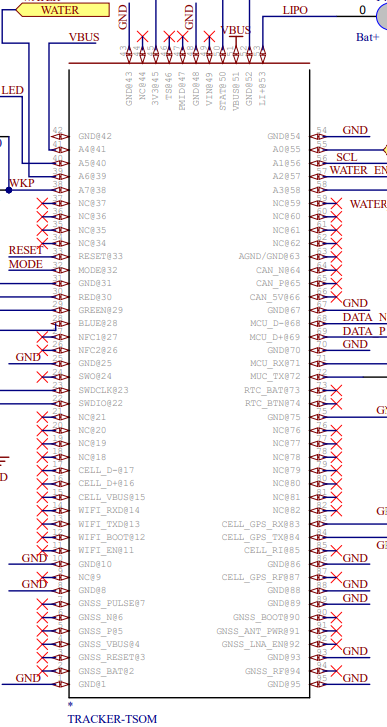 WATER
GND
GND
VBUS
LIPO
0
Bat+
VBUS
GND@43
NC@44
3V3@45
TS@46
PMID@47
GND@48
VIN@49
STAT@50
VBUS@51
GND@52
LI+@53
42 GND@42 GND@54 54 GND
A4@41 A0@55
LED A5@40 A1@56 SCL
A6@39 A2@57 WATER_EN
WKP A7@38 A3@58
NC@37 NC@59 WATER
NC@36 NC@60
NC@35 NC@61
NC@34 NC@62
RESET RESET@33 AGND/GND@63
MODE MODE@32 CAN_N@64
GND@31 CAN_P@65
RED@30 CAN_5V@66
GREEN@29 GND@67 GND
BLUE@28 MCU_D-@68 DATA_N
NFC1@27 MCU_D+@69 DATA_P
NFC2@26 GND@70 GND
GND GND@25 MCU_RX@71
SWO@24 MUC_TX@72
SWDCLK@23 RTC_BAT@73
SWDIO@22 RTC_BTN@74
NC@21 GND@75
NC@20 NC@76
NC@19 NC@77
NC@18 NC@78
CELL_D-@17 NC@79
CELL_D+@16 NC@80
CELL_VBUS@15 NC@81
WIFI_RXD@14 NC@82
WIFI_TXD@13 CELL_GPS_RX@83
WIFI_BOOT@12 CELL_GPS_TX@84
WIFI_EN@11 CELL_RI@85
GND GND@10 GND@86 GND
NC@9 CELL_GPS_RF@87
GND GND@8 GND@88 GND
GNSS_PULSE@7 GND@89 GND
GNSS_N@6 GNSS_BOOT@90
GNSS_P@5 GNSS_ANT_PWR@91
GNSS_VBUS@4 GNSS_LNA_EN@92
GNSS_RESET@3 GND@93 GND
GNSS_BAT@2 GNSS_RF@94
GND GND@1 GND@95 GND
*
TRACKER-TSOM